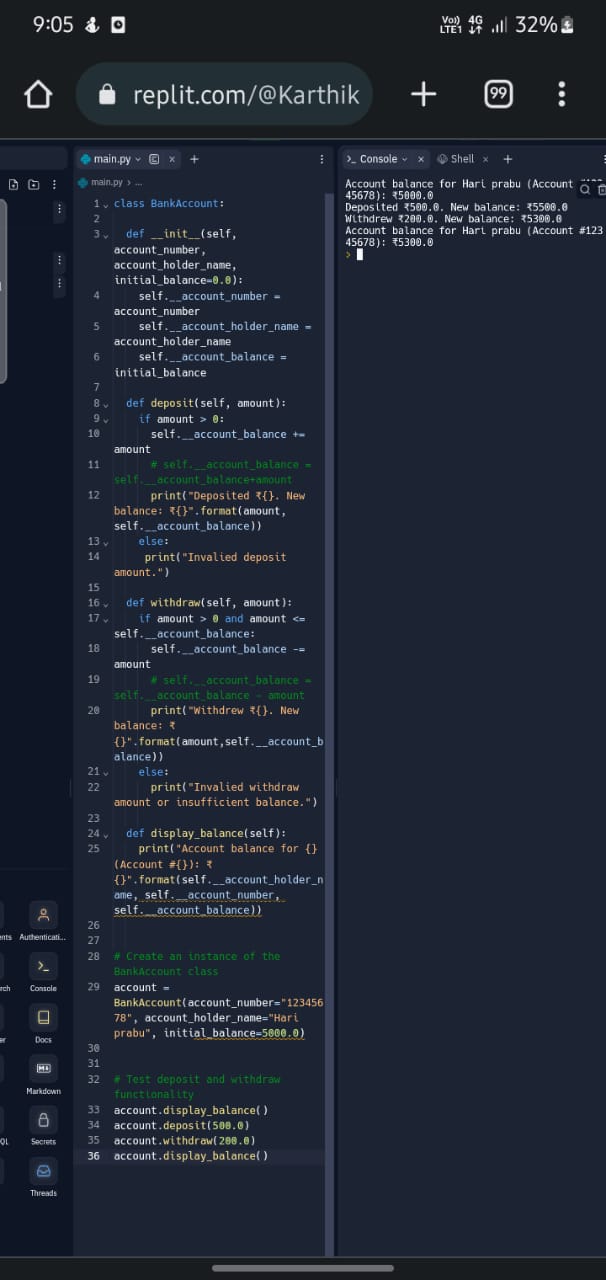 9:05
Vo)) LTE1 4G 32%
replit.com/@Karthik
99
main.py
main.py > ...
1 class BankAccount:
2
3 def __init__(self,
account_number,
account_holder_name,
initial_balance=0.0):
4 self.__account_number =
account_number
5 self.__account_holder_name =
account_holder_name
6 self.__account_balance =
initial_balance
7
8 def deposit(self, amount):
9 if amount > 0:
10 self.__account_balance +=
amount
11 # self.__account_balance =
self.__account_balance+amount
12 print("Deposited ₹{}. New
balance: ₹{}".format(amount,
self.__account_balance))
13 else:
14 print("Invalied deposit
amount.")
15
16 def withdraw(self, amount):
17 if amount > 0 and amount <=
self.__account_balance:
18 self.__account_balance -=
amount
19 # self.__account_balance =
self.__account_balance - amount
20 print("Withdrew ₹{}. New
balance: ₹
{}".format(amount,self.__account_b
alance))
21 else:
22 print("Invalied withdraw
amount or insufficient balance.")
23
24 def display_balance(self):
25 print("Account balance for {}
(Account #{}): ₹
{}".format(self.__account_holder_n
ame, self.__account_number,
self.__account_balance))
26
27
28 # Create an instance of the
BankAccount class
29 account =
BankAccount(account_number="123456
78", account_holder_name="Hari
prabu", initial_balance=5000.0)
30
31
32 # Test deposit and withdraw
functionality
33 account.display_balance()
34 account.deposit(500.0)
35 account.withdraw(200.0)
36 account.display_balance()
Console
Shell
Account balance for Hari prabu (Account
45678): ₹5000.0
Deposited ₹500.0. New balance: ₹5500.0
Withdrew ₹200.0. New balance: ₹5300.0
Account balance for Hari prabu (Account #123
45678): ₹5300.0
>
ents
Authenticati...
rch
Console
er
Docs
Markdown
QL
Secrets
Threads